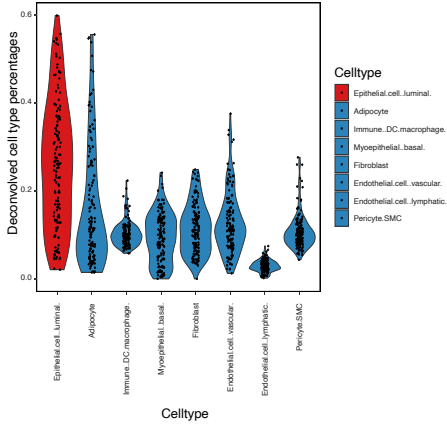 Deconvolved cell type percentages
0.6
0.4
0.2
0.0
Epithelial.cell..luminal.
Adipocyte
Immune..DC.macrophage.
Myoepithelial..basal.
Fibroblast
Endothelial.cell..vascular.
Endothelial.cell..lymphatic.
Pericyte.SMC
Celltype
Celltype
Epithelial.cell..luminal.
Adipocyte
Immune..DC.macrophage.
Myoepithelial..basal.
Fibroblast
Endothelial.cell..vascular.
Endothelial.cell..lymphatic.
Pericyte.SMC